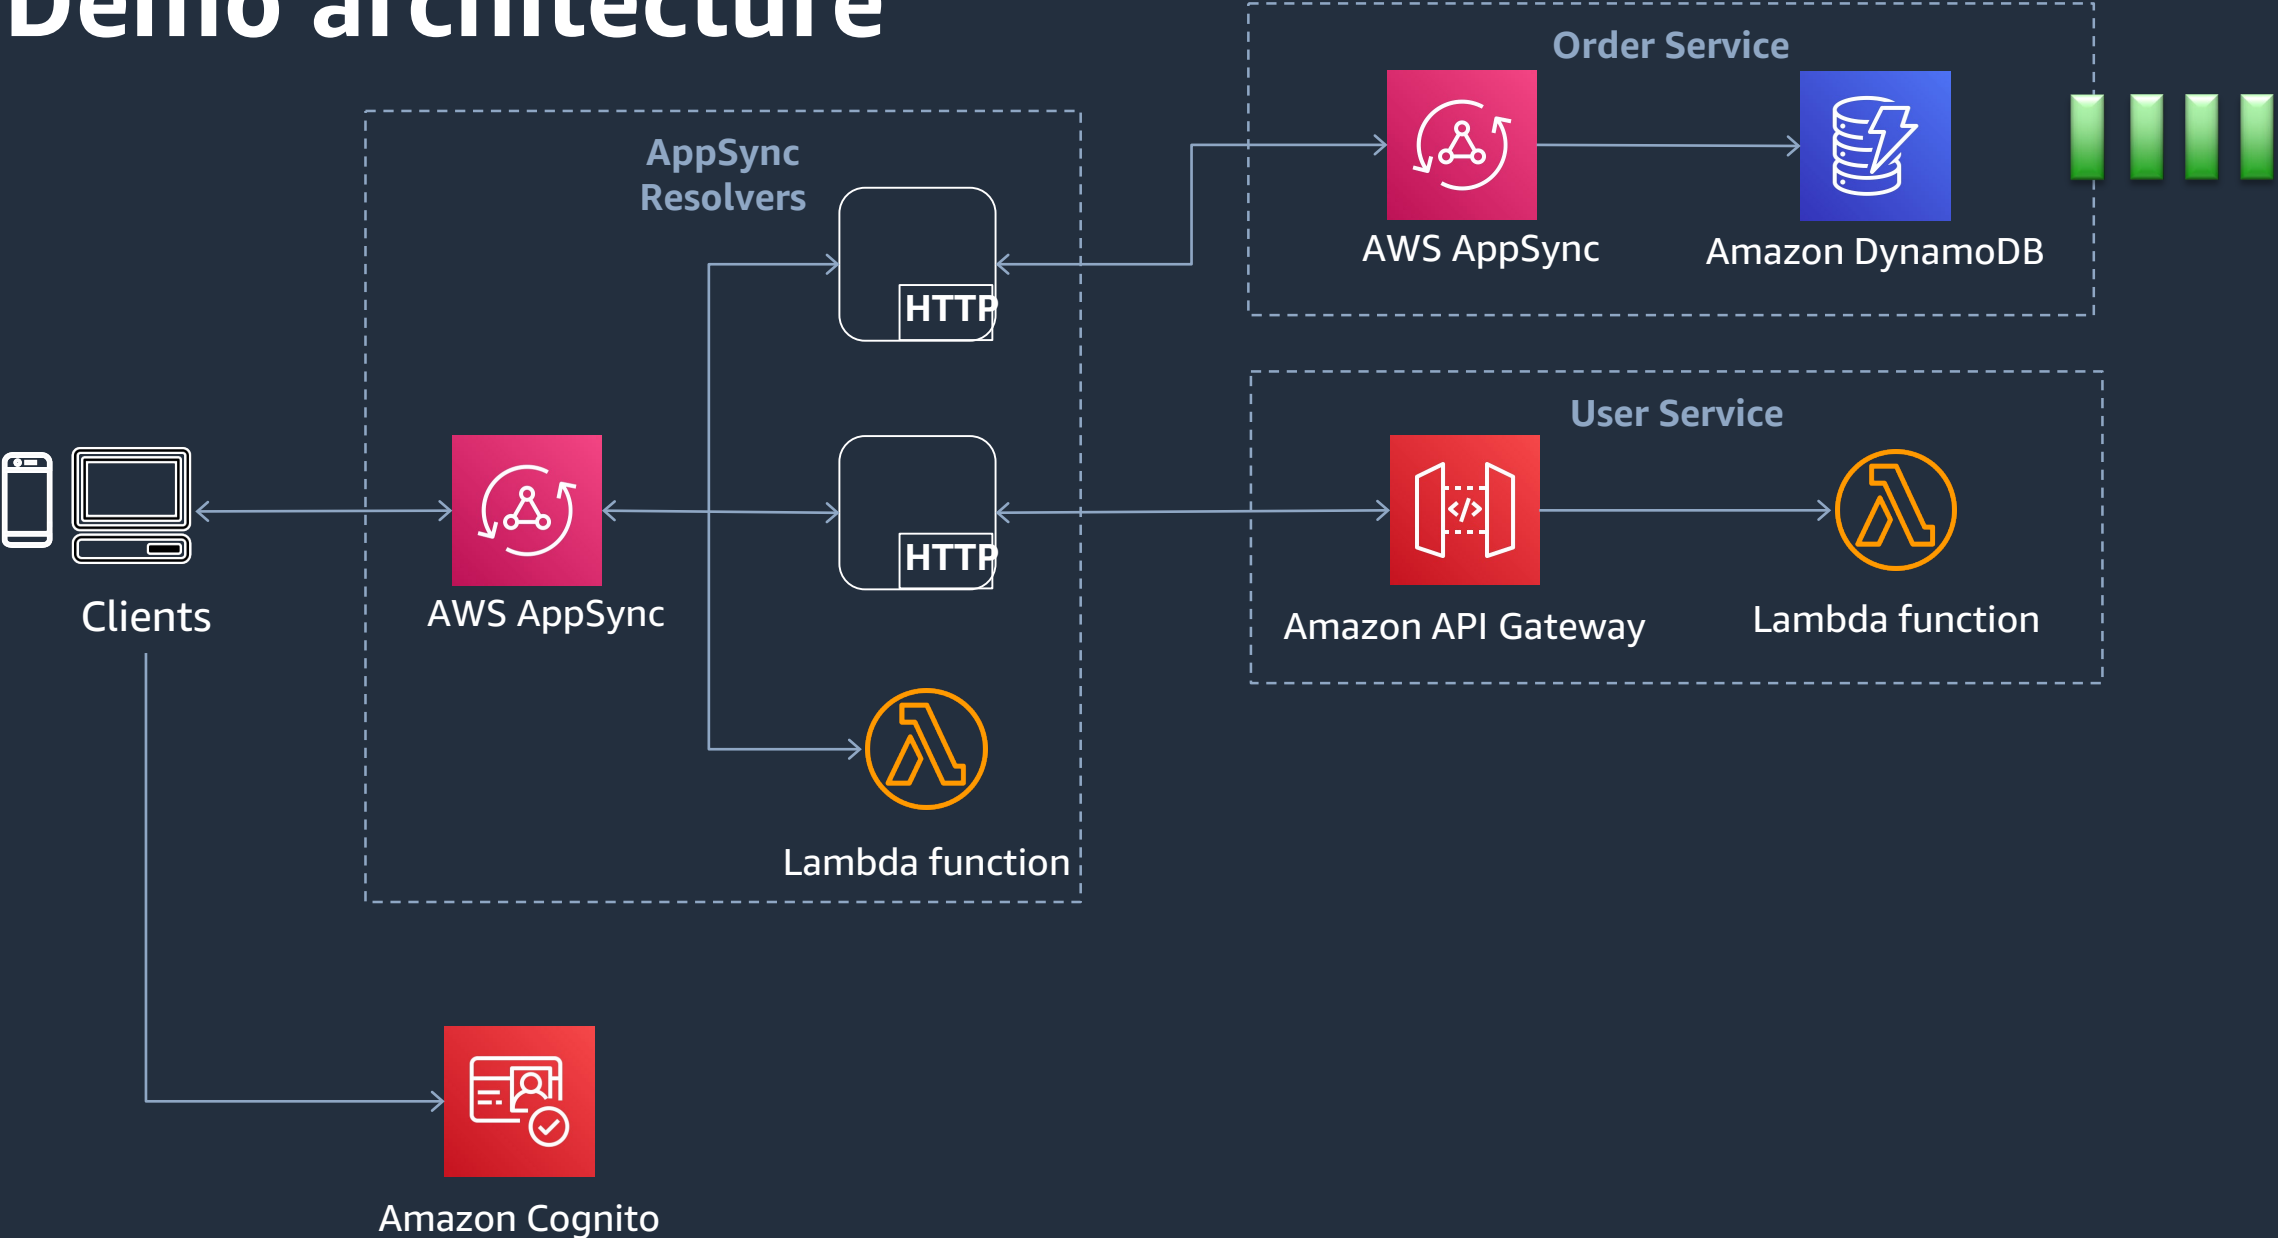 Demo architecture
Order Service
AWS AppSync
Amazon DynamoDB
AppSync
Resolvers
HTTP
HTTP
User Service
Amazon API Gateway
Lambda function
Clients
AWS AppSync
Lambda function
Amazon Cognito